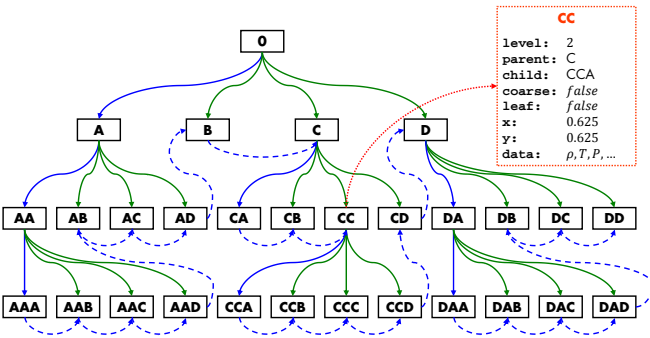 CC
level: 2
parent: C
child: CCA
coarse: false
leaf: false
x: 0.625
y: 0.625
data: ρ, T, P, ...
0
A B C D
AA AB AC AD CA CB CC CD DA DB DC DD
AAA AAB AAC AAD CCA CCB CCC CCD DAA DAB DAC DAD